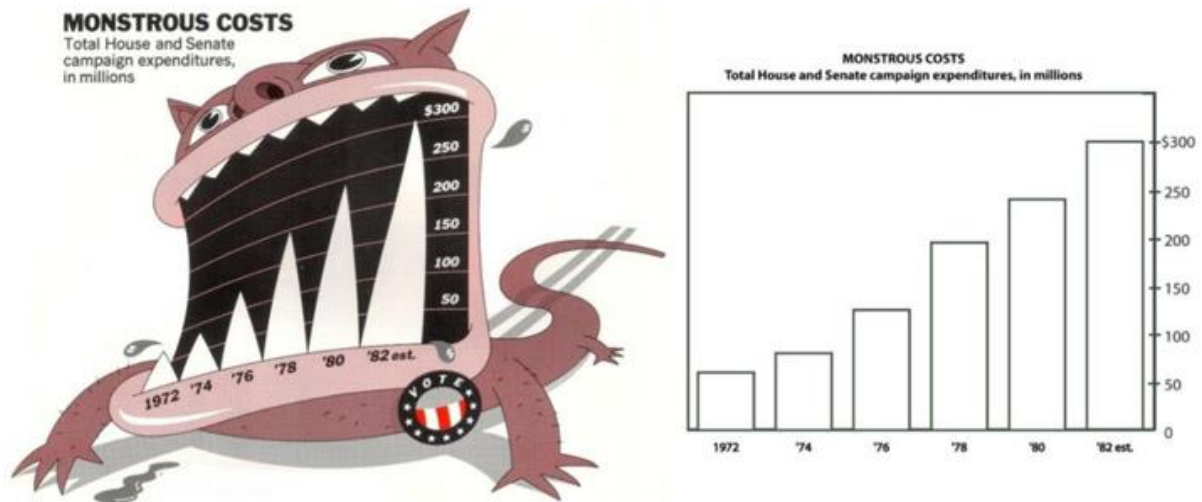 MONSTROUS COSTS
Total House and Senate
campaign expenditures,
in millions
$300
250
200
150
100
50
1972 '74 '76 '78 '80 '82 est.
VOTE
MONSTROUS COSTS
Total House and Senate campaign expenditures, in millions
$300
250
200
150
100
50
0
1972 '74 '76 '78 '80 '82 est.